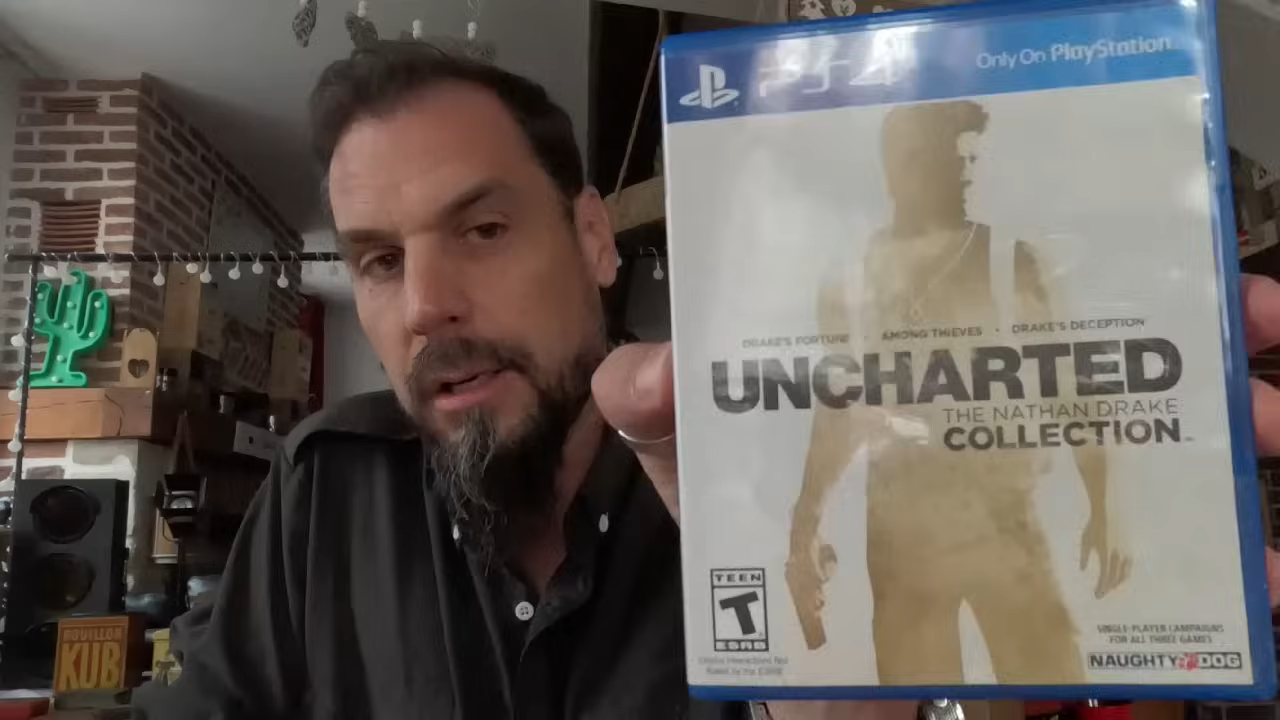 PS4
Only On PlayStation
DRAKE'S FORTUNE · AMONG THIEVES · DRAKE'S DECEPTION
UNCHARTED
THE NATHAN DRAKE
COLLECTION
TEEN
T
ESRB
SINGLE-PLAYER CAMPAIGNS
FOR ALL THREE GAMES
NAUGHTY DOG
BOUILLON
KUB